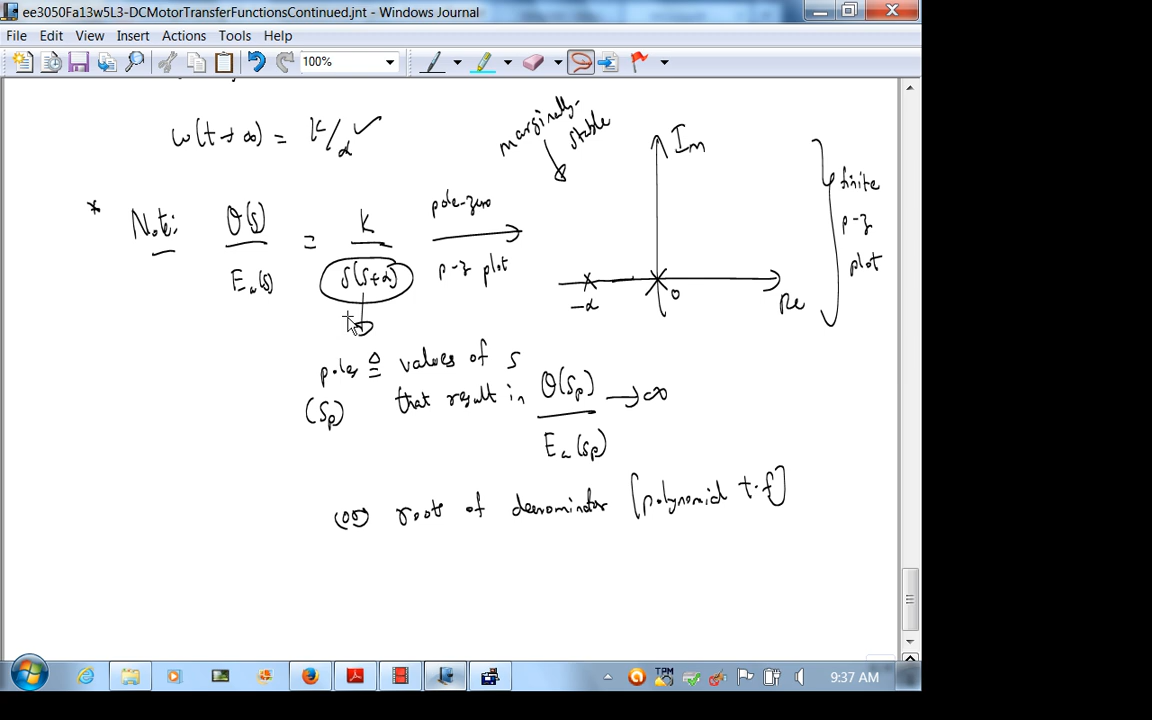 ee3050Fa13w5L3-DCMotorTransferFunctionsContinued.jnt - Windows Journal
File Edit View Insert Actions Tools Help
100%
ω(t→∞) = K/α ✓
marginally-
stable
Im
* Note: Θ(s)/Ea(s) = K/s(s+α)
pole-zero
p-z plot
-α 0 Re
finite
p-z
plot
poles ≜ values of s
(Sp) that result in Θ(Sp)/Ea(Sp) → ∞
(or) roots of denominator [polynomial t.f]
9:37 AM